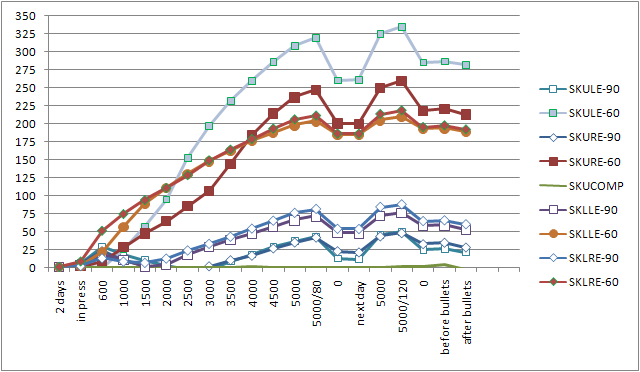 350
325
300
275
250
225
200
175
150
125
100
75
50
25
0
2 days
in press
600
1000
1500
2000
2500
3000
3500
4000
4500
5000
5000/80
0
next day
5000
5000/120
0
before bullets
after bullets
SKULE-90
SKULE-60
SKURE-90
SKURE-60
SKUCOMP
SKLLE-90
SKLLE-60
SKLRE-90
SKLRE-60